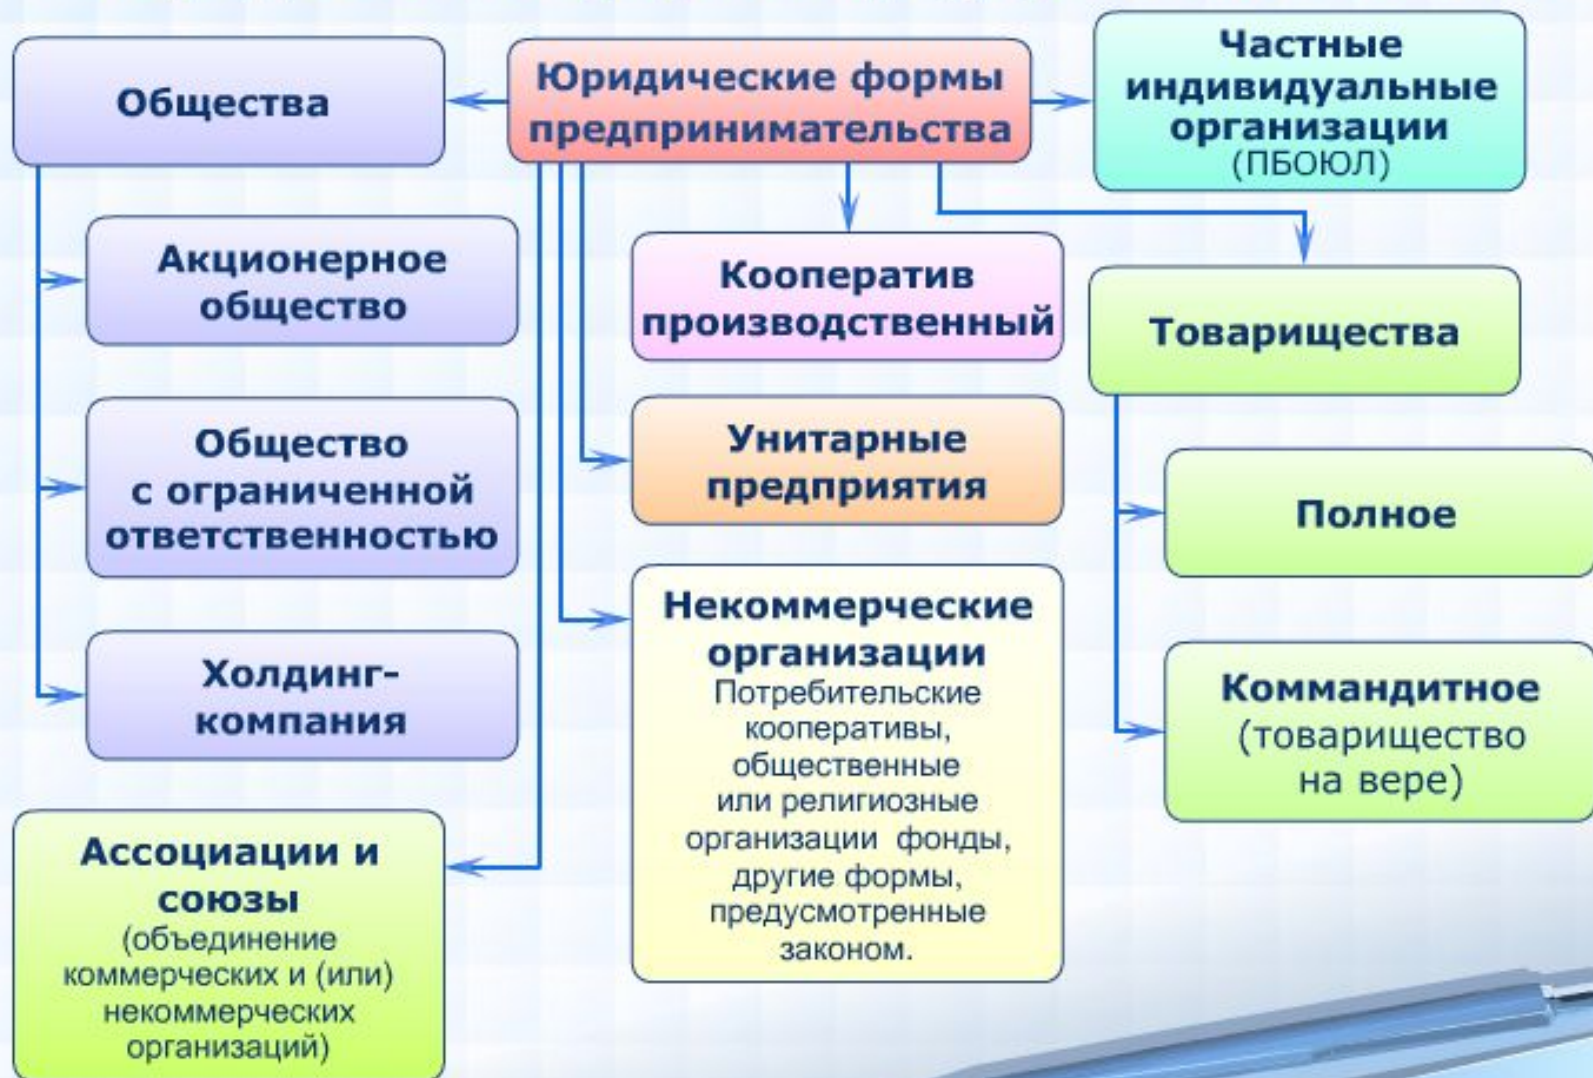 Общества
Юридические формы
предпринимательства
Частные
индивидуальные
организации
(ПБОЮЛ)
Акционерное
общество
Общество
с ограниченной
ответственностью
Холдинг-
компания
Ассоциации и
союзы
(объединение
коммерческих и (или)
некоммерческих
организаций)
Кооператив
производственный
Унитарные
предприятия
Некоммерческие
организации
Потребительские
кооперативы,
общественные
или религиозные
организации фонды,
другие формы,
предусмотренные
законом.
Товарищества
Полное
Коммандитное
(товарищество
на вере)